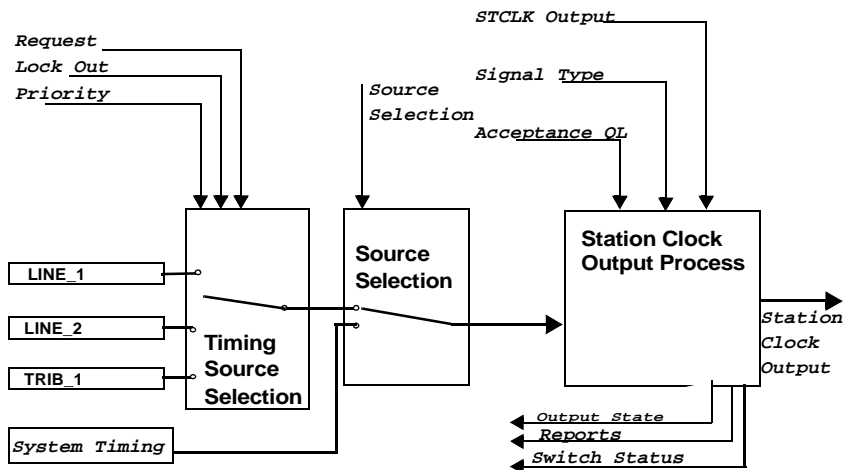 Request
Lock Out
Priority
STCLK Output
Signal Type
Acceptance QL
Source
Selection
LINE_1
LINE_2
TRIB_1
System Timing
Timing
Source
Selection
Source
Selection
Station Clock
Output Process
Station
Clock
Output
Output State
Reports
Switch Status